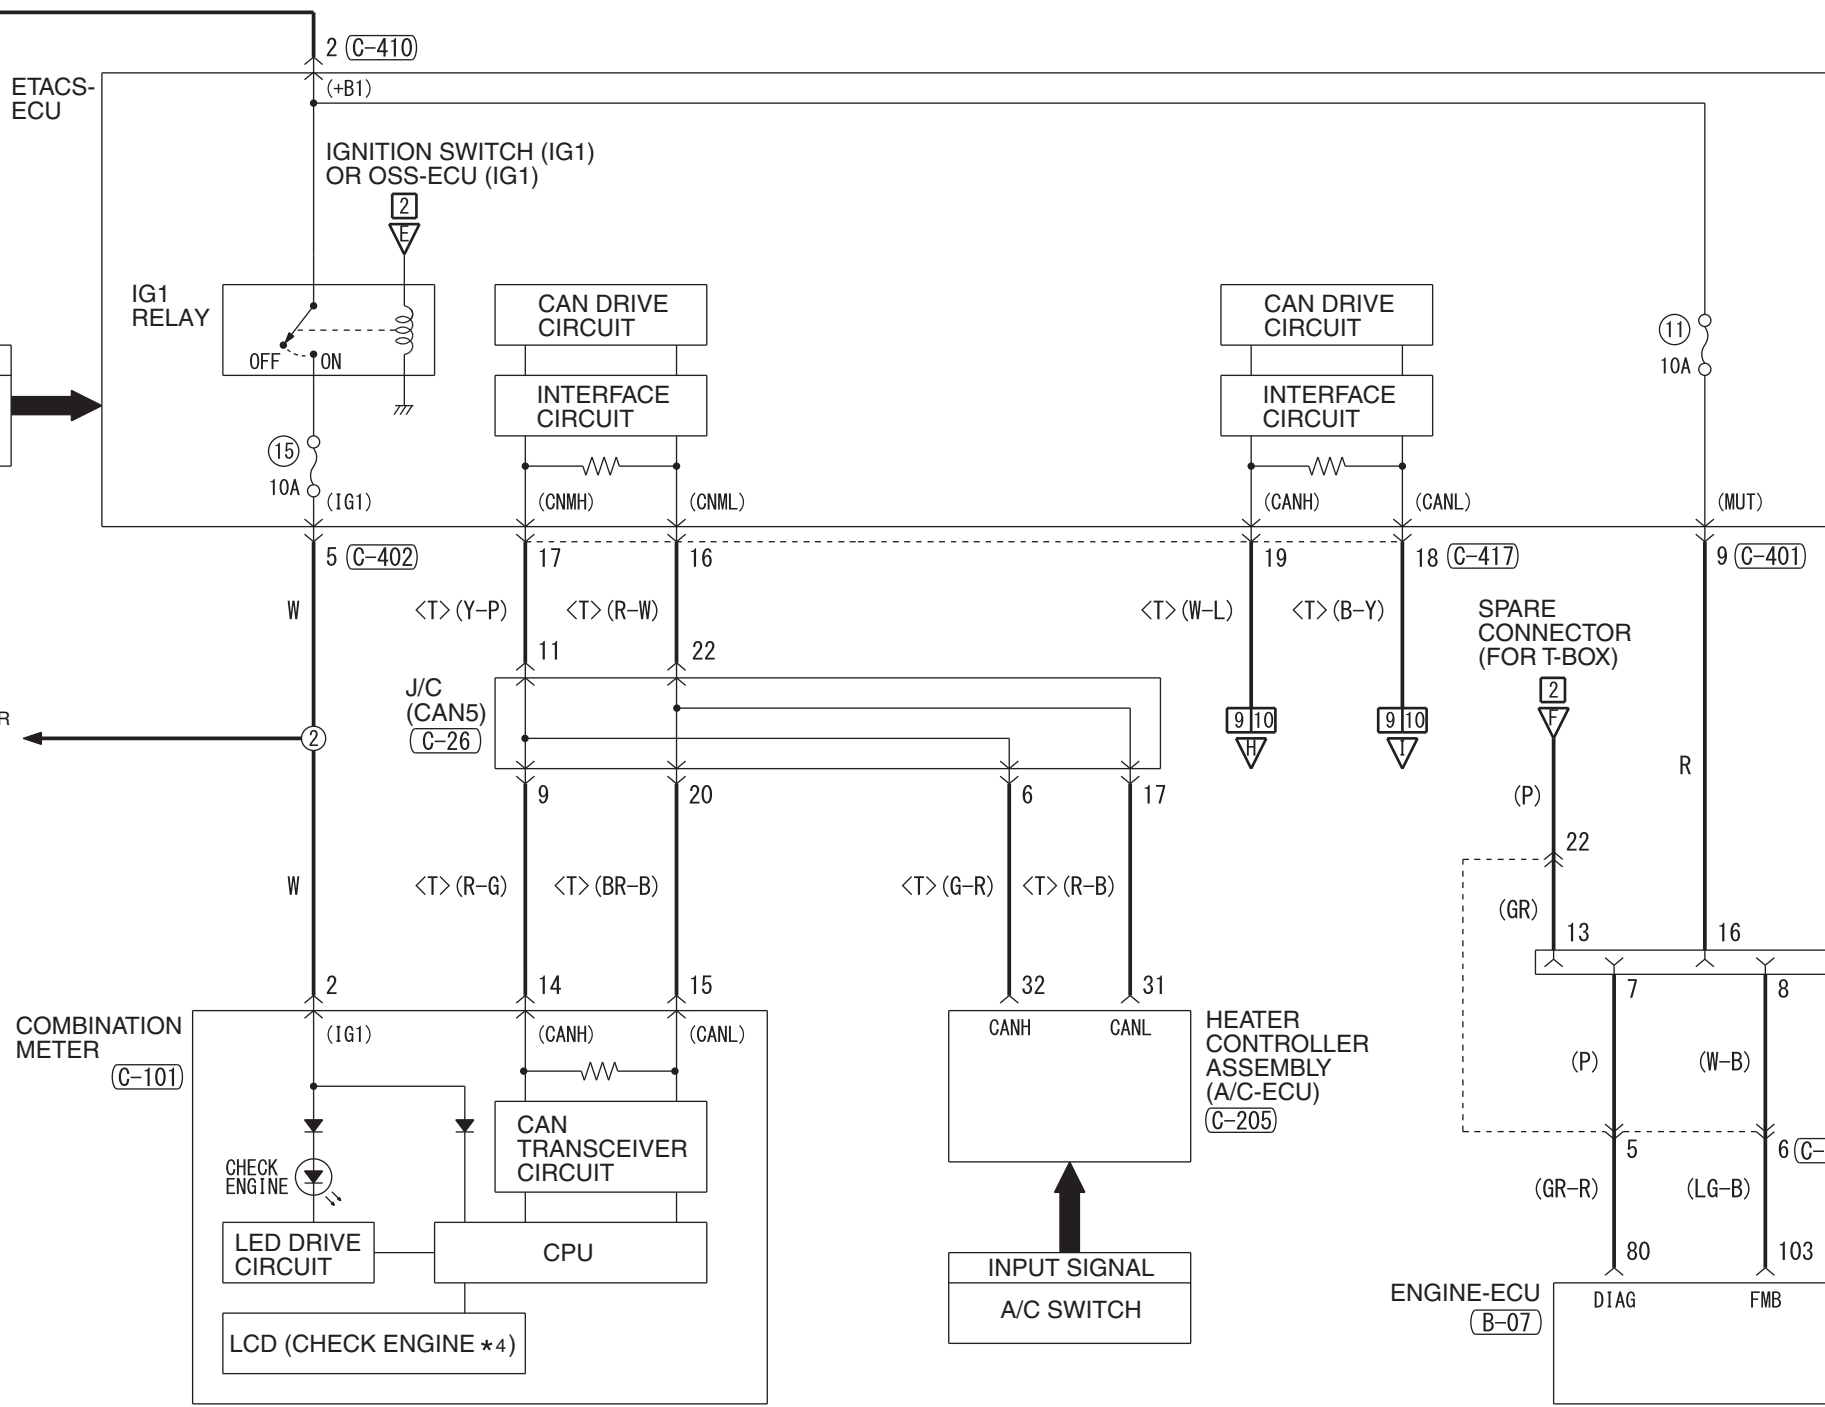 2 (C-410)
ETACS-
ECU
(+B1)
IGNITION SWITCH (IG1)
OR OSS-ECU (IG1)
2
E
IG1
RELAY
OFF
ON
CAN DRIVE
CIRCUIT
INTERFACE
CIRCUIT
CAN DRIVE
CIRCUIT
INTERFACE
CIRCUIT
11
10A
15
10A
(IG1)
(CNMH)
(CNML)
(CANH)
(CANL)
(MUT)
5 (C-402)
17
16
19
18 (C-417)
9 (C-401)
W
<T>(Y-P)
<T>(R-W)
<T>(W-L)
<T>(B-Y)
SPARE
CONNECTOR
(FOR T-BOX)
2
F
11
22
J/C
(CAN5)
C-26
9 10
H
9 10
I
R
2
R
(P)
9
20
6
17
22
W
<T>(R-G)
<T>(BR-B)
<T>(G-R)
<T>(R-B)
(GR)
13
16
2
14
15
32
31
7
8
COMBINATION
METER
C-101
(IG1)
(CANH)
(CANL)
CANH
CANL
HEATER
CONTROLLER
ASSEMBLY
(A/C-ECU)
C-205
(P)
(W-B)
CAN
TRANSCEIVER
CIRCUIT
CHECK
ENGINE
5
6 (C-
(GR-R)
(LG-B)
LED DRIVE
CIRCUIT
CPU
80
103
INPUT SIGNAL
A/C SWITCH
ENGINE-ECU
B-07
DIAG
FMB
LCD (CHECK ENGINE *4)